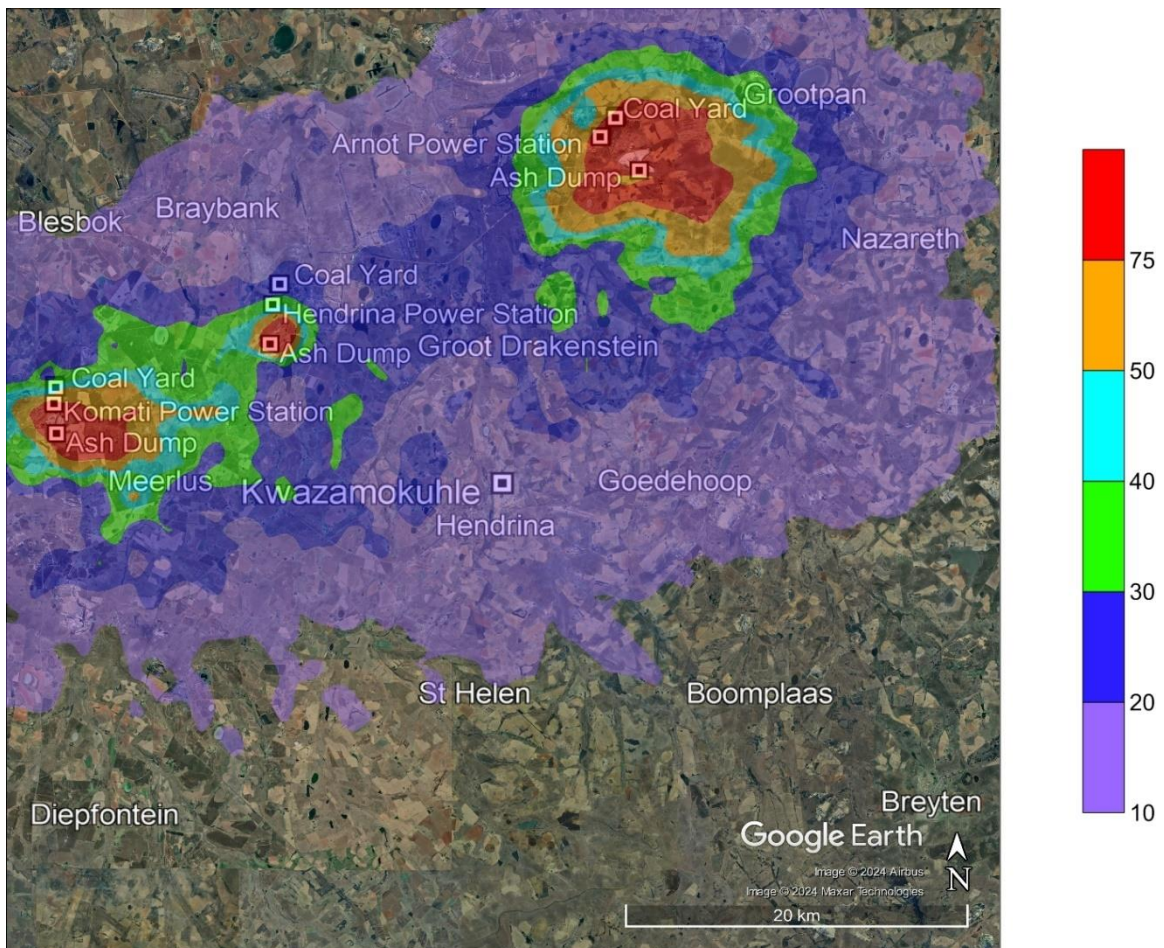 Coal Yard
Grootpan
Arnot Power Station
Ash Dump
Braybank
Blesbok
Nazareth
Coal Yard
Hendrina Power Station
Ash Dump
Groot Drakenstein
Coal Yard
Komati Power Station
Ash Dump
Meerlus
Kwazamokuhle
Goedehoop
Hendrina
St Helen
Boomplaas
Diepfontein
Breyten
Google Earth
Image © 2024 Airbus
Image © 2024 Maxar Technologies
N
20 km
75
50
40
30
20
10